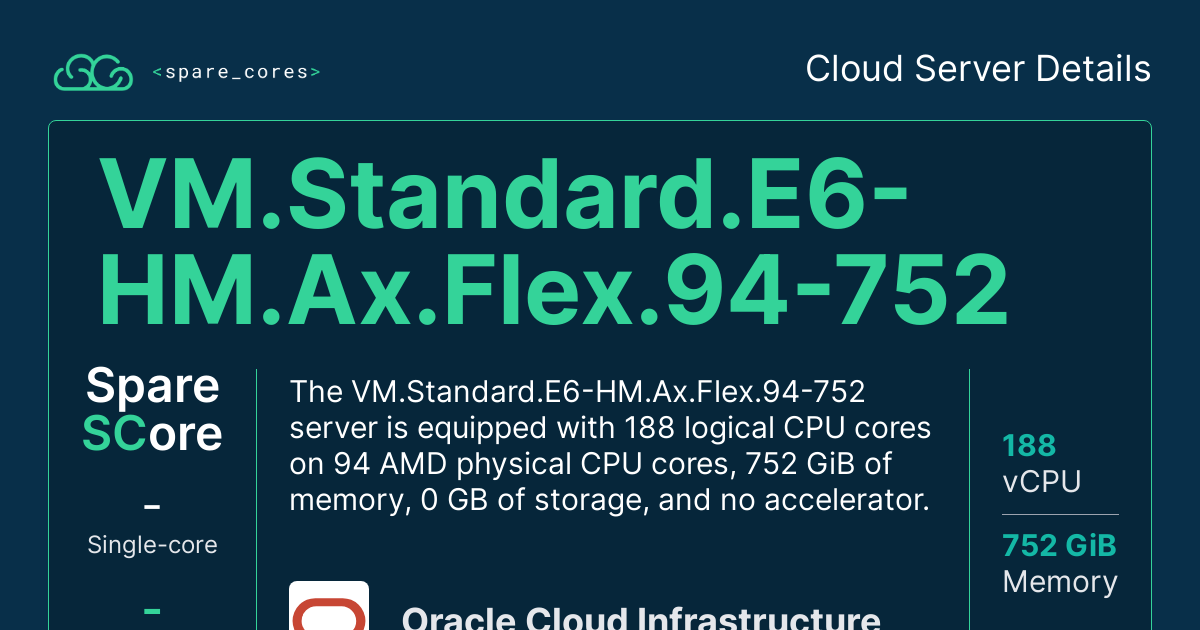 <spare_cores>
Cloud Server Details
VM.Standard.E6-
HM.Ax.Flex.94-752
Spare
SCore
–
Single-core
–
The VM.Standard.E6-HM.Ax.Flex.94-752
server is equipped with 188 logical CPU cores
on 94 AMD physical CPU cores, 752 GiB of
memory, 0 GB of storage, and no accelerator.
Oracle Cloud Infrastructure
188
vCPU
752 GiB
Memory